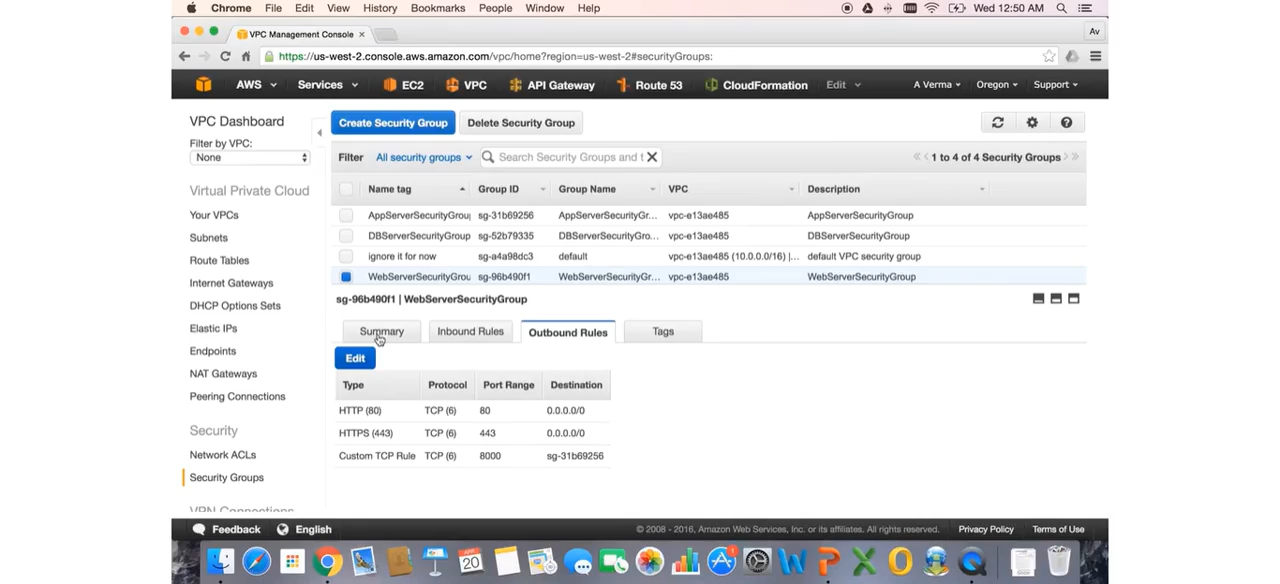 Chrome File Edit View History Bookmarks People Window Help Wed 12:50 AM
VPC Management Console × Av
https://us-west-2.console.aws.amazon.com/vpc/home?region=us-west-2#securityGroups:
AWS Services EC2 VPC API Gateway Route 53 CloudFormation Edit A Verma Oregon Support
VPC Dashboard
Filter by VPC:
None
Virtual Private Cloud
Your VPCs
Subnets
Route Tables
Internet Gateways
DHCP Options Sets
Elastic IPs
Endpoints
NAT Gateways
Peering Connections
Security
Network ACLs
Security Groups
VPN Connections
Create Security Group Delete Security Group
Filter All security groups Search Security Groups and t × 1 to 4 of 4 Security Groups
Name tag Group ID Group Name VPC Description
AppServerSecurityGrou sg-31b69256 AppServerSecurityGr... vpc-e13ae485 AppServerSecurityGroup
DBServerSecurityGroup sg-52b79335 DBServerSecurityGro... vpc-e13ae485 DBServerSecurityGroup
ignore it for now sg-a4a98dc3 default vpc-e13ae485 (10.0.0.0/16) |... default VPC security group
WebServerSecurityGrou sg-96b490f1 WebServerSecurityGr... vpc-e13ae485 WebServerSecurityGroup
sg-96b490f1 | WebServerSecurityGroup
Summary Inbound Rules Outbound Rules Tags
Edit
Type Protocol Port Range Destination
HTTP (80) TCP (6) 80 0.0.0.0/0
HTTPS (443) TCP (6) 443 0.0.0.0/0
Custom TCP Rule TCP (6) 8000 sg-31b69256
Feedback English © 2008 - 2016, Amazon Web Services, Inc. or its affiliates. All rights reserved. Privacy Policy Terms of Use
20